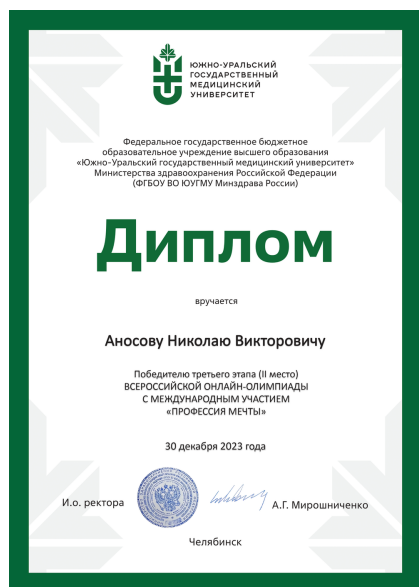 ЮЖНО-УРАЛЬСКИЙ
ГОСУДАРСТВЕННЫЙ
МЕДИЦИНСКИЙ
УНИВЕРСИТЕТ
Федеральное государственное бюджетное
образовательное учреждение высшего образования
«Южно-Уральский государственный медицинский университет»
Министерства здравоохранения Российской Федерации
(ФГБОУ ВО ЮУГМУ Минздрава России)
Диплом
вручается
Аносову Николаю Викторовичу
Победителю третьего этапа (II место)
ВСЕРОССИЙСКОЙ ОНЛАЙН-ОЛИМПИАДЫ
С МЕЖДУНАРОДНЫМ УЧАСТИЕМ
«ПРОФЕССИЯ МЕЧТЫ»
30 декабря 2023 года
И.о. ректора
А.Г. Мирошниченко
Челябинск